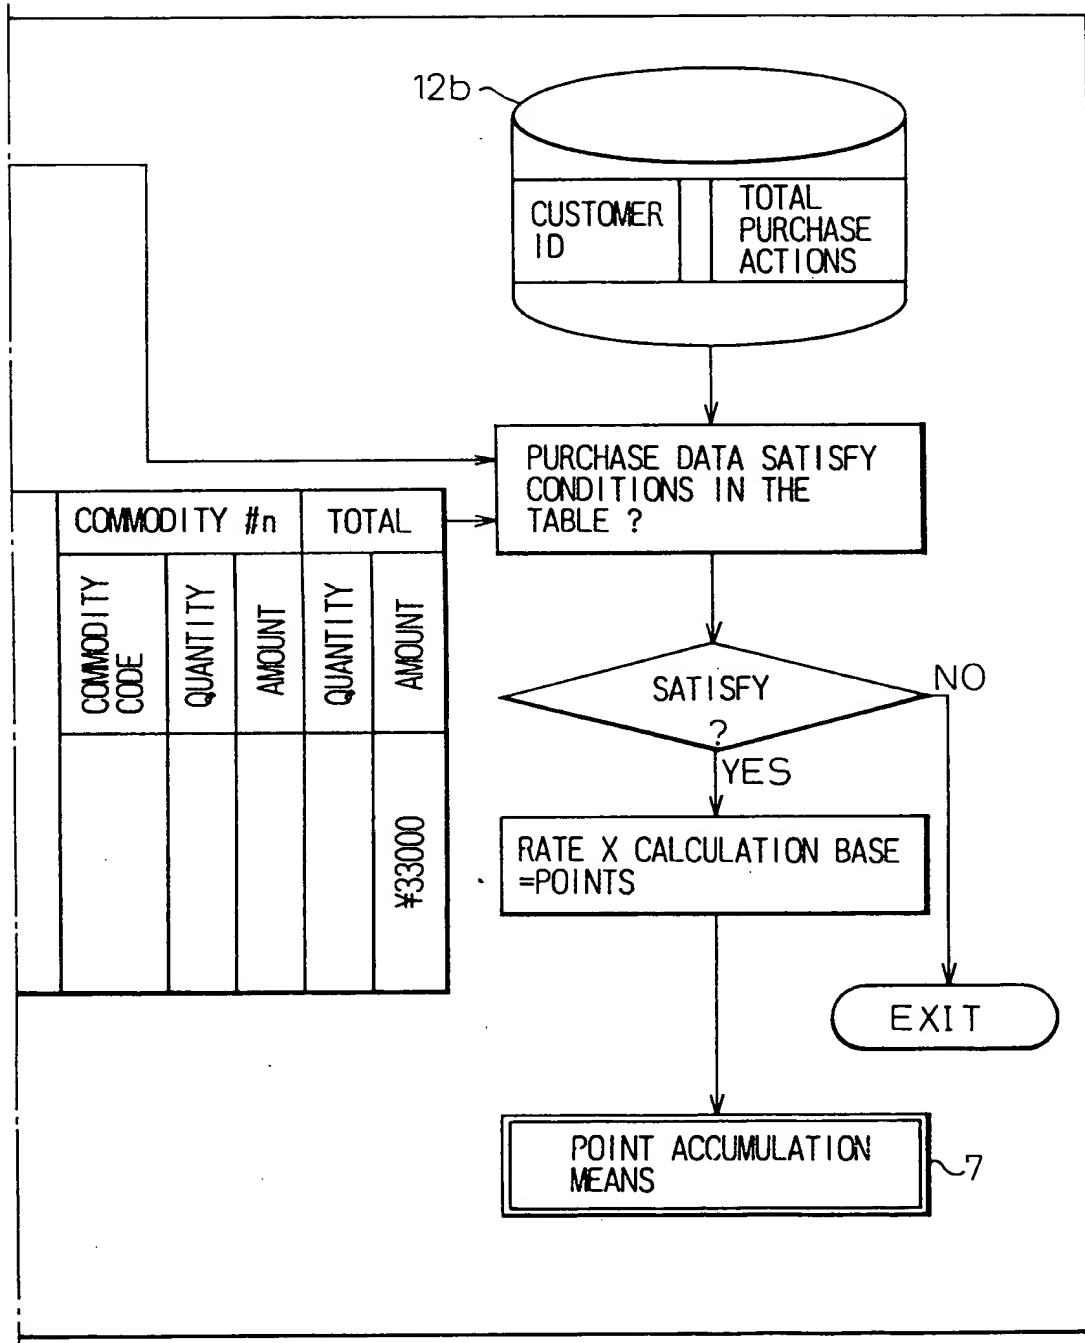 12b
CUSTOMER
ID
TOTAL
PURCHASE
ACTIONS
PURCHASE DATA SATISFY
CONDITIONS IN THE
TABLE ?
COMMODITY #n
TOTAL
COMMODITY
CODE
QUANTITY
AMOUNT
QUANTITY
AMOUNT
¥33000
SATISFY
?
NO
YES
RATE X CALCULATION BASE
=POINTS
EXIT
POINT ACCUMULATION
MEANS
7